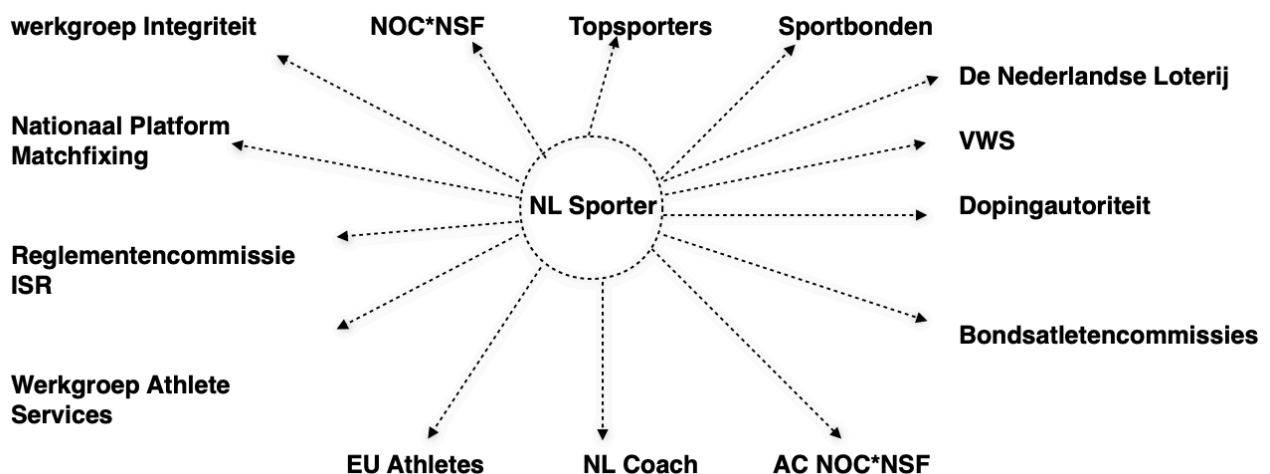 werkgroep Integriteit
NOC*NSF
Topsporters
Sportbonden
De Nederlandse Loterij
Nationaal Platform
Matchfixing
VWS
NL Sporter
Dopingautoriteit
Reglementencommissie
ISR
Bondsatletencommissies
Werkgroep Athlete
Services
EU Athletes
NL Coach
AC NOC*NSF